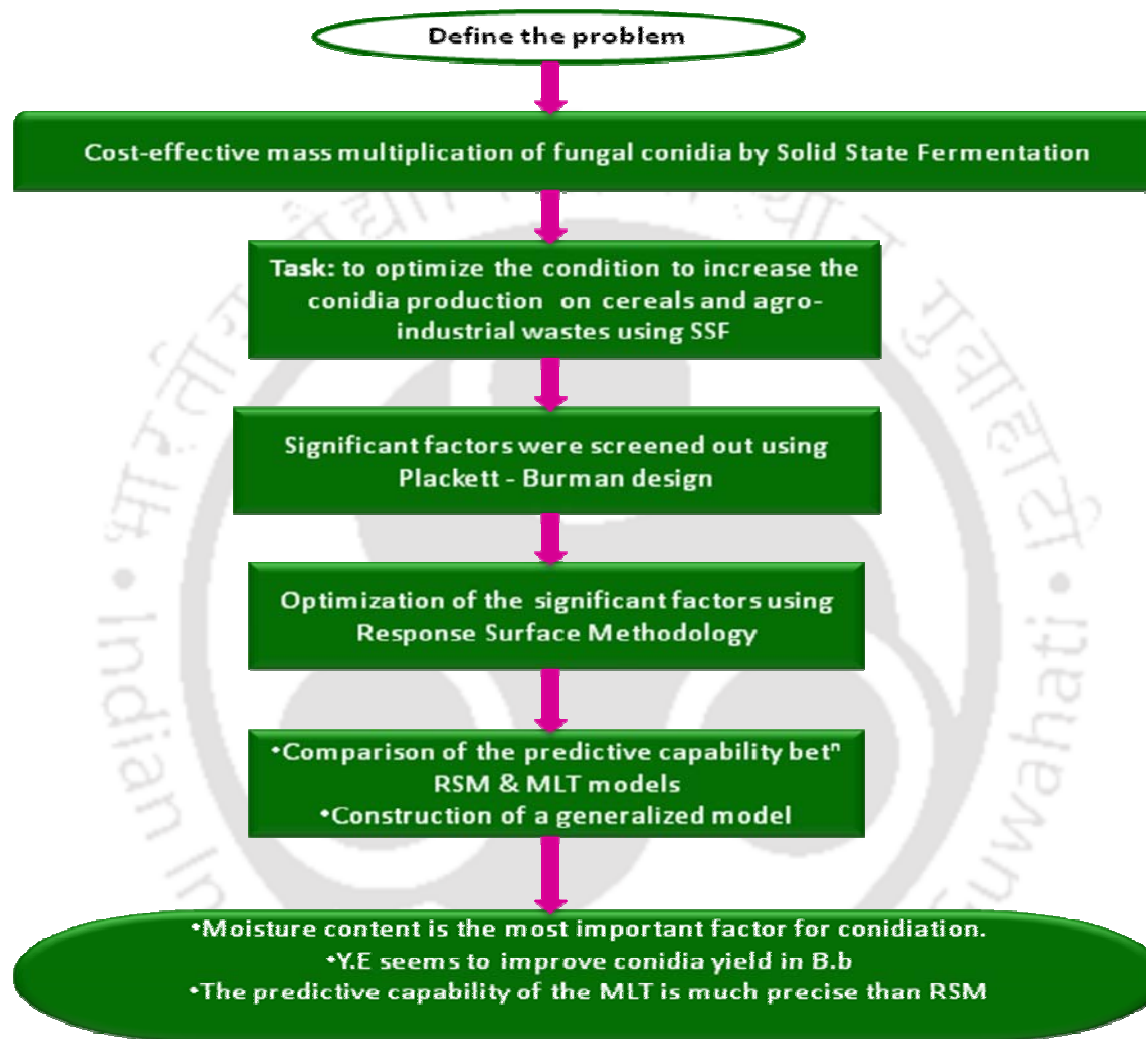 Define the problem
Cost-effective mass multiplication of fungal conidia by Solid State Fermentation
Task: to optimize the condition to increase the
conidia production on cereals and agro-
industrial wastes using SSF
Significant factors were screened out using
Plackett - Burman design
Optimization of the significant factors using
Response Surface Methodology
•Comparison of the predictive capability betⁿ
RSM & MLT models
•Construction of a generalized model
•Moisture content is the most important factor for conidiation.
•Y.E seems to improve conidia yield in B.b
•The predictive capability of the MLT is much precise than RSM
• Indian In
Guwahati •
गुवाहाटी